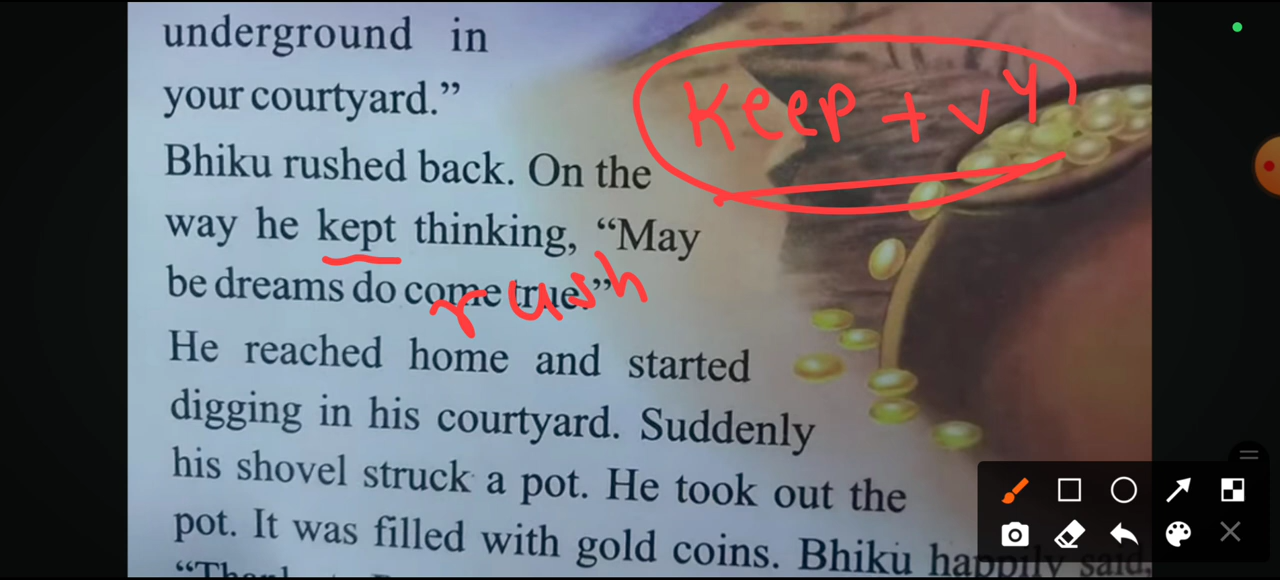 underground in
your courtyard.”
Keep + v4
Bhiku rushed back. On the
way he kept thinking, “May
be dreams do come true.”
rush
He reached home and started
digging in his courtyard. Suddenly
his shovel struck a pot. He took out the
pot. It was filled with gold coins. Bhiku happily said,